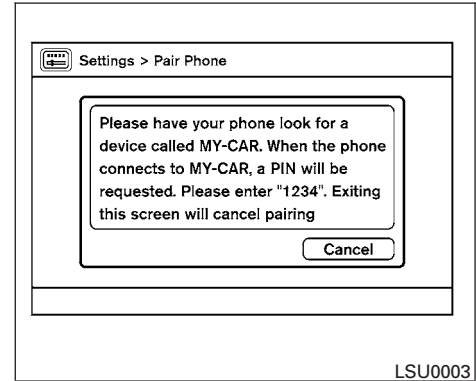 Settings > Pair Phone
Please have your phone look for a
device called MY-CAR. When the phone
connects to MY-CAR, a PIN will be
requested. Please enter "1234". Exiting
this screen will cancel pairing
Cancel
LSU0003